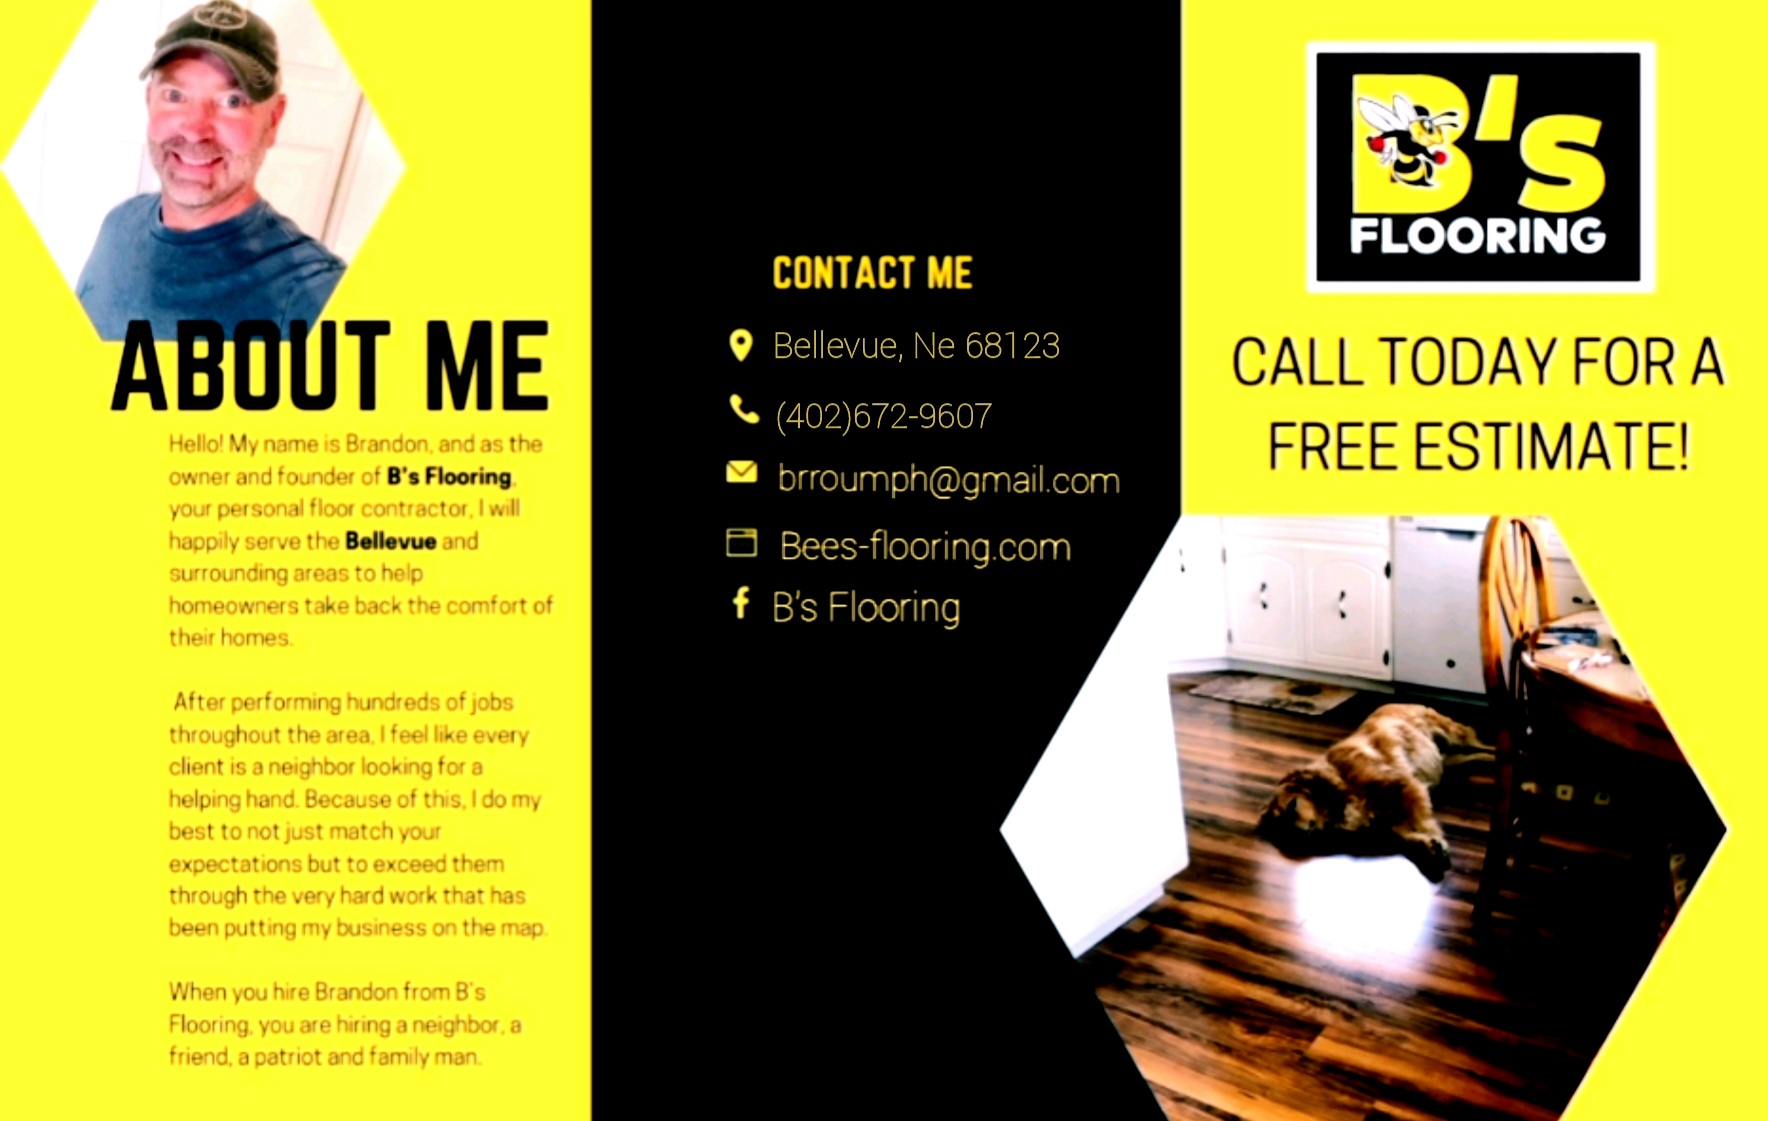 ABOUT ME
Hello! My name is Brandon, and as the
owner and founder of B's Flooring,
your personal floor contractor, I will
happily serve the Bellevue and
surrounding areas to help
homeowners take back the comfort of
their homes.
After performing hundreds of jobs
throughout the area, I feel like every
client is a neighbor looking for a
helping hand. Because of this, I do my
best to not just match your
expectations but to exceed them
through the very hard work that has
been putting my business on the map.
When you hire Brandon from B's
Flooring, you are hiring a neighbor, a
friend, a patriot and family man.
CONTACT ME
Bellevue, Ne 68123
(402)672-9607
brroumph@gmail.com
Bees-flooring.com
B's Flooring
B's
FLOORING
CALL TODAY FOR A
FREE ESTIMATE!